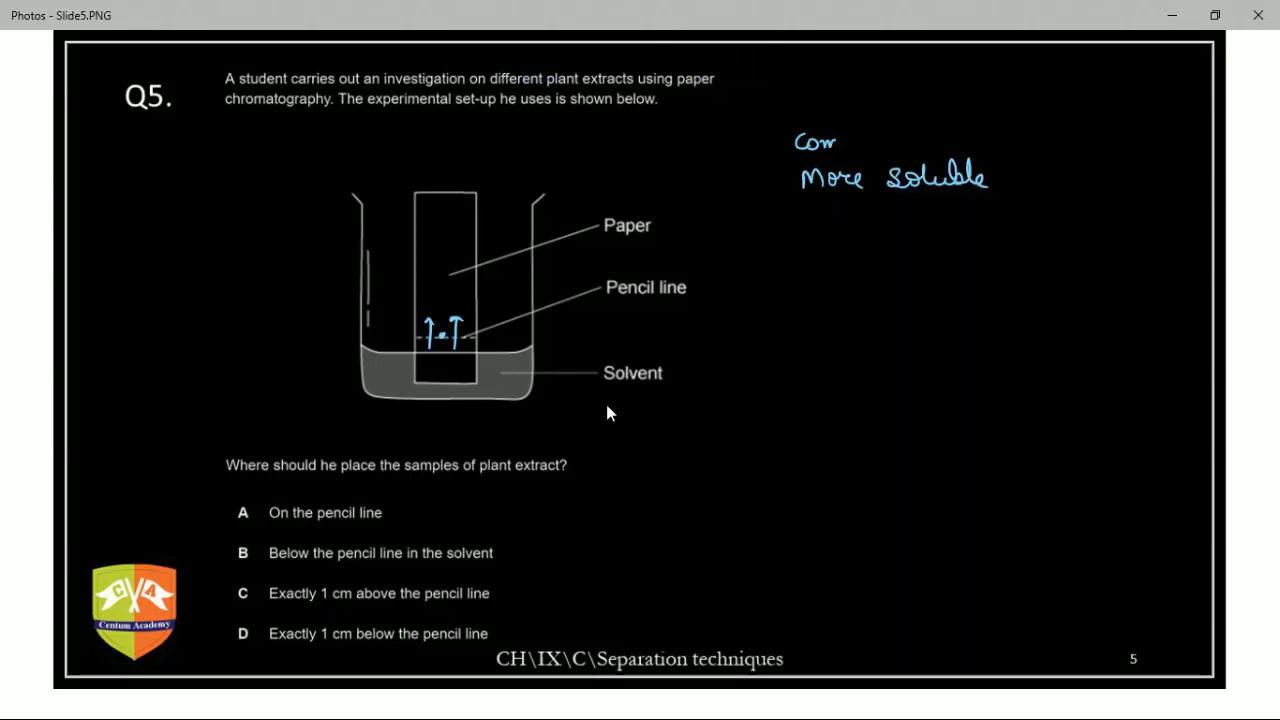 Photos - Slide5.PNG
Q5.
A student carries out an investigation on different plant extracts using paper
chromatography. The experimental set-up he uses is shown below.
Com
More soluble
Paper
Pencil line
Solvent
Where should he place the samples of plant extract?
A On the pencil line
B Below the pencil line in the solvent
C Exactly 1 cm above the pencil line
D Exactly 1 cm below the pencil line
C A
Centum Academy
CH\IX\C\Separation techniques
5